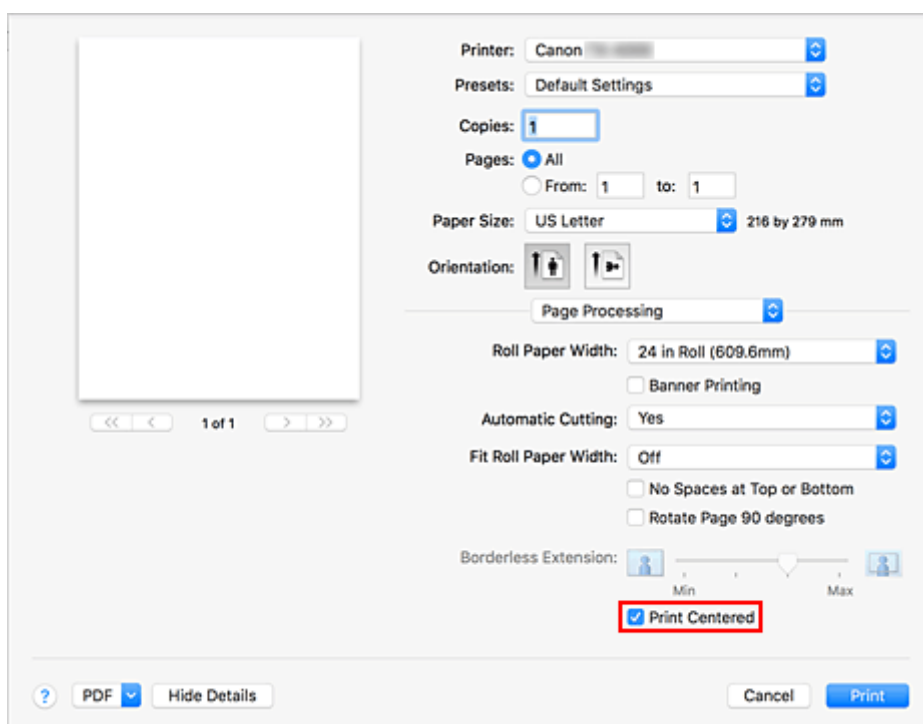 Printer: Canon
Presets: Default Settings
Copies: 1
Pages: All
From: 1 to: 1
Paper Size: US Letter 216 by 279 mm
Orientation:
Page Processing
Roll Paper Width: 24 in Roll (609.6mm)
Banner Printing
<< < 1 of 1 > >>
Automatic Cutting: Yes
Fit Roll Paper Width: Off
No Spaces at Top or Bottom
Rotate Page 90 degrees
Borderless Extension:
Min Max
Print Centered
? PDF Hide Details Cancel Print